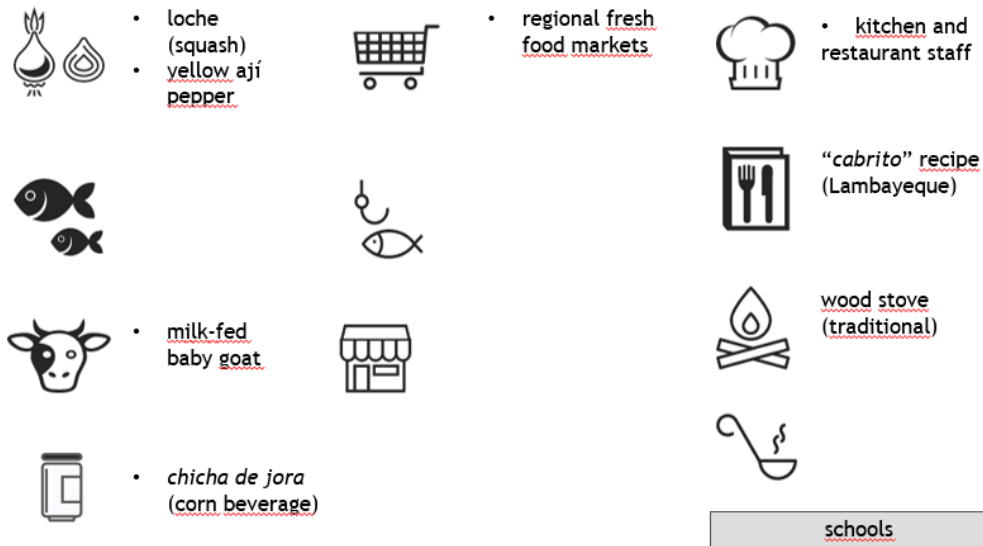 • loche
(squash)
• yellow ají
pepper
• regional fresh
food markets
• kitchen and
restaurant staff
“cabrito” recipe
(Lambayeque)
• milk-fed
baby goat
wood stove
(traditional)
• chicha de jora
(corn beverage)
schools